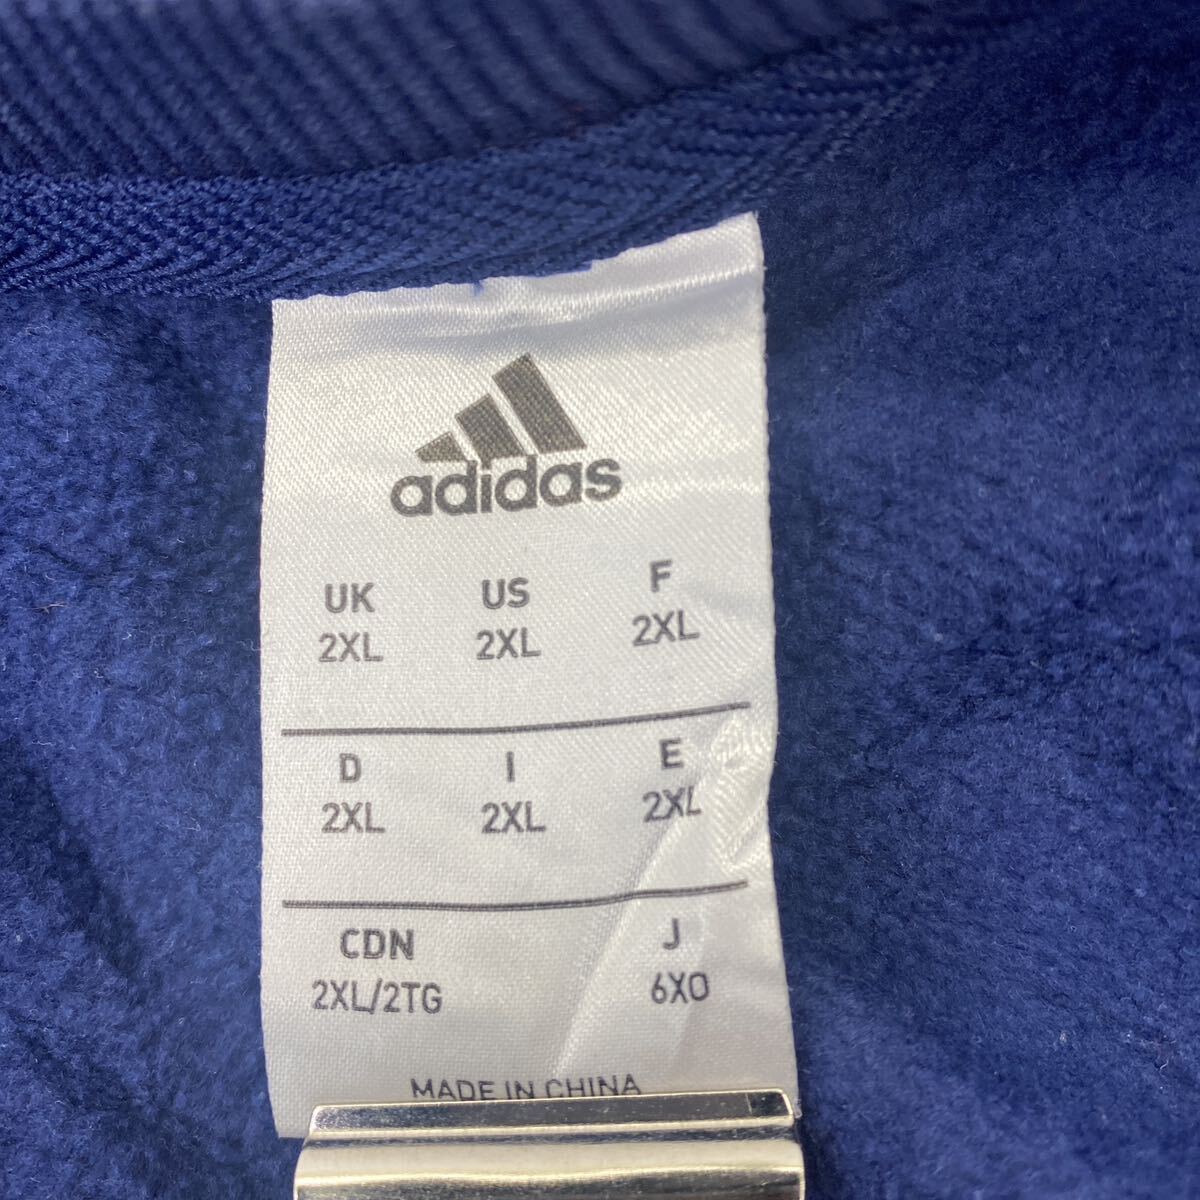 adidas
UK US F
2XL 2XL 2XL
D I E
2XL 2XL 2XL
CDN J
2XL/2TG 6XO
MADE IN CHINA